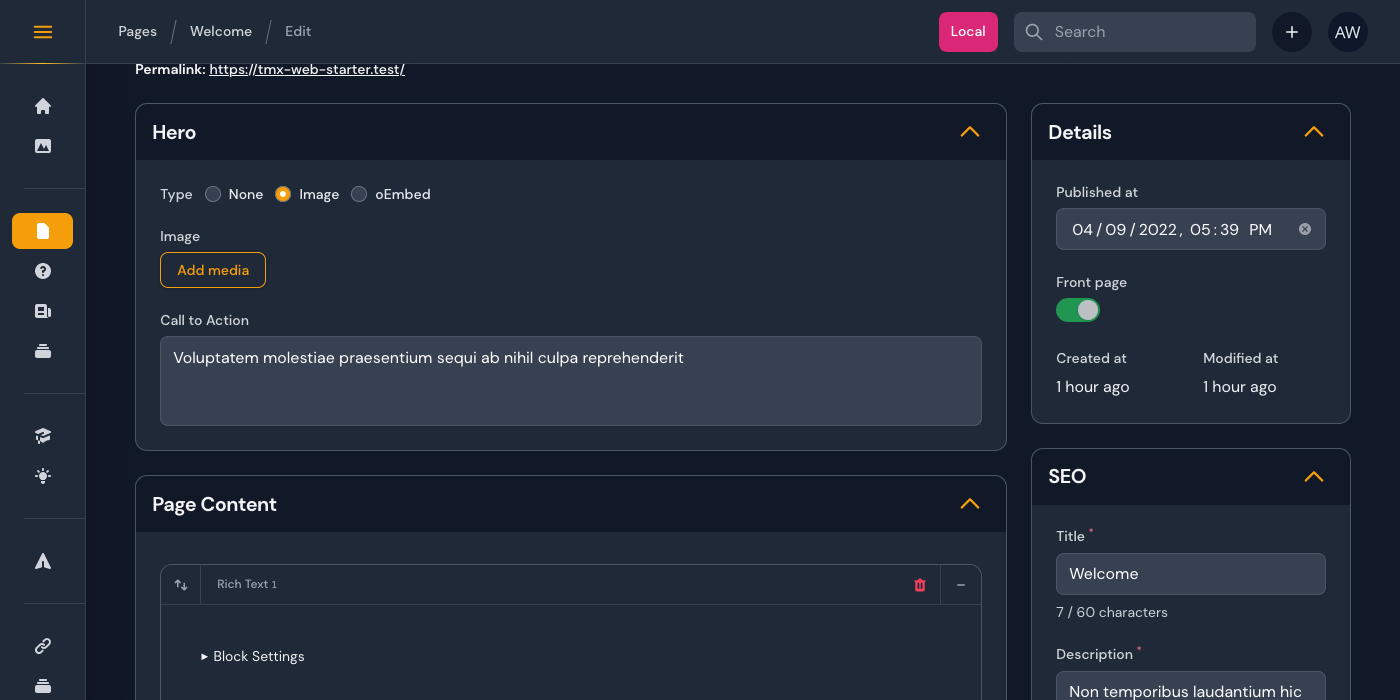 Pages / Welcome / Edit
Local
Search
+
AW
Permalink: https://tmx-web-starter.test/
Hero
Type None Image oEmbed
Image
Add media
Call to Action
Voluptatem molestiae praesentium sequi ab nihil culpa reprehenderit
Page Content
Rich Text 1
Block Settings
Details
Published at
04/09/2022, 05:39 PM
Front page
Created at Modified at
1 hour ago 1 hour ago
SEO
Title *
Welcome
7 / 60 characters
Description *
Non temporibus laudantium hic